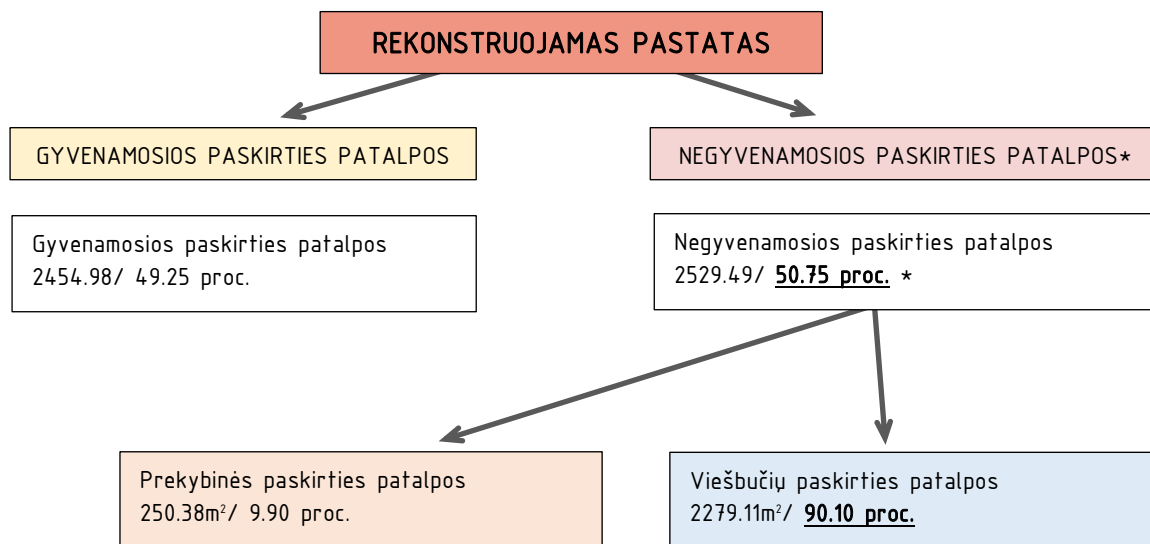 REKONSTRUOJAMAS PASTATAS
GYVENAMOSIOS PASKIRTIES PATALPOS
NEGYVENAMOSIOS PASKIRTIES PATALPOS*
Gyvenamosios paskirties patalpos
2454.98/ 49.25 proc.
Negyvenamosios paskirties patalpos
2529.49/ 50.75 proc. *
Prekybinės paskirties patalpos
250.38m²/ 9.90 proc.
Viešbučių paskirties patalpos
2279.11m²/ 90.10 proc.